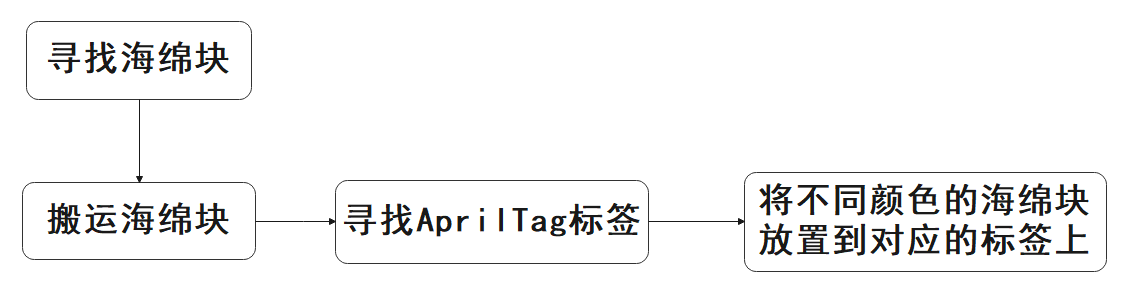 寻找海绵块
搬运海绵块
寻找AprilTag标签
将不同颜色的海绵块
放置到对应的标签上